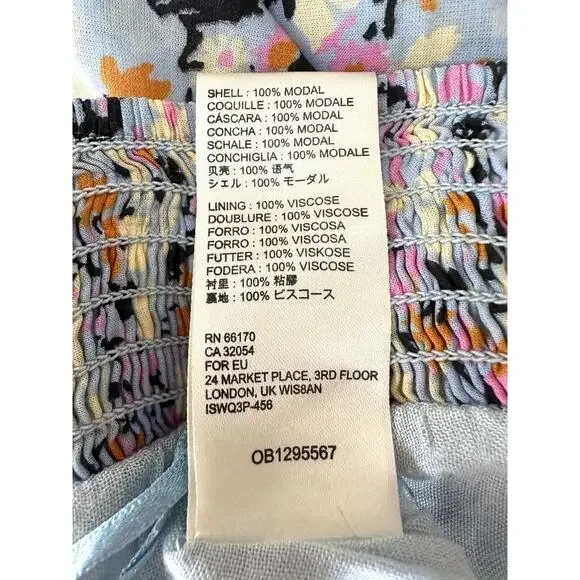 SHELL : 100% MODAL
COQUILLE : 100% MODALE
CÁSCARA : 100% MODAL
CONCHA : 100% MODAL
SCHALE : 100% MODAL
CONCHIGLIA : 100% MODALE
贝壳 : 100% 语气
シェル : 100% モーダル
LINING : 100% VISCOSE
DOUBLURE : 100% VISCOSE
FORRO : 100% VISCOSA
FORRO : 100% VISCOSA
FUTTER : 100% VISKOSE
FODERA : 100% VISCOSE
衬里 : 100% 粘膠
裏地 : 100% ビスコース
RN 66170
CA 32054
FOR EU
24 MARKET PLACE, 3RD FLOOR
LONDON, UK WIS8AN
ISWQ3P-456
OB1295567